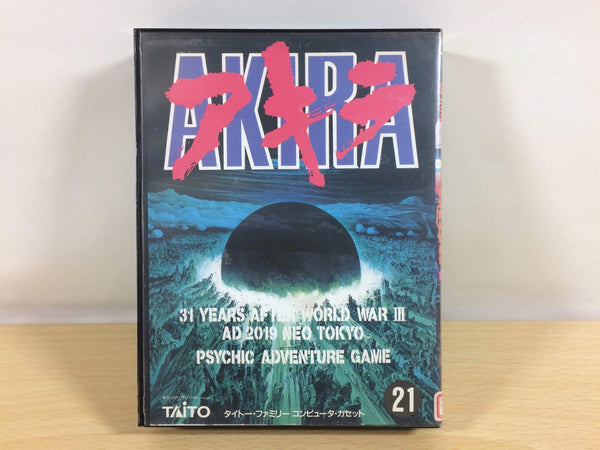 AKIRA
アキラ
31 YEARS AFTER WORLD WAR III
AD 2019 NEO TOKYO
PSYCHIC ADVENTURE GAME
TAITO
タイトー・ファミリー コンピュータ・カセット
21